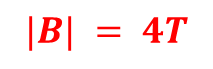 |B| = 4T